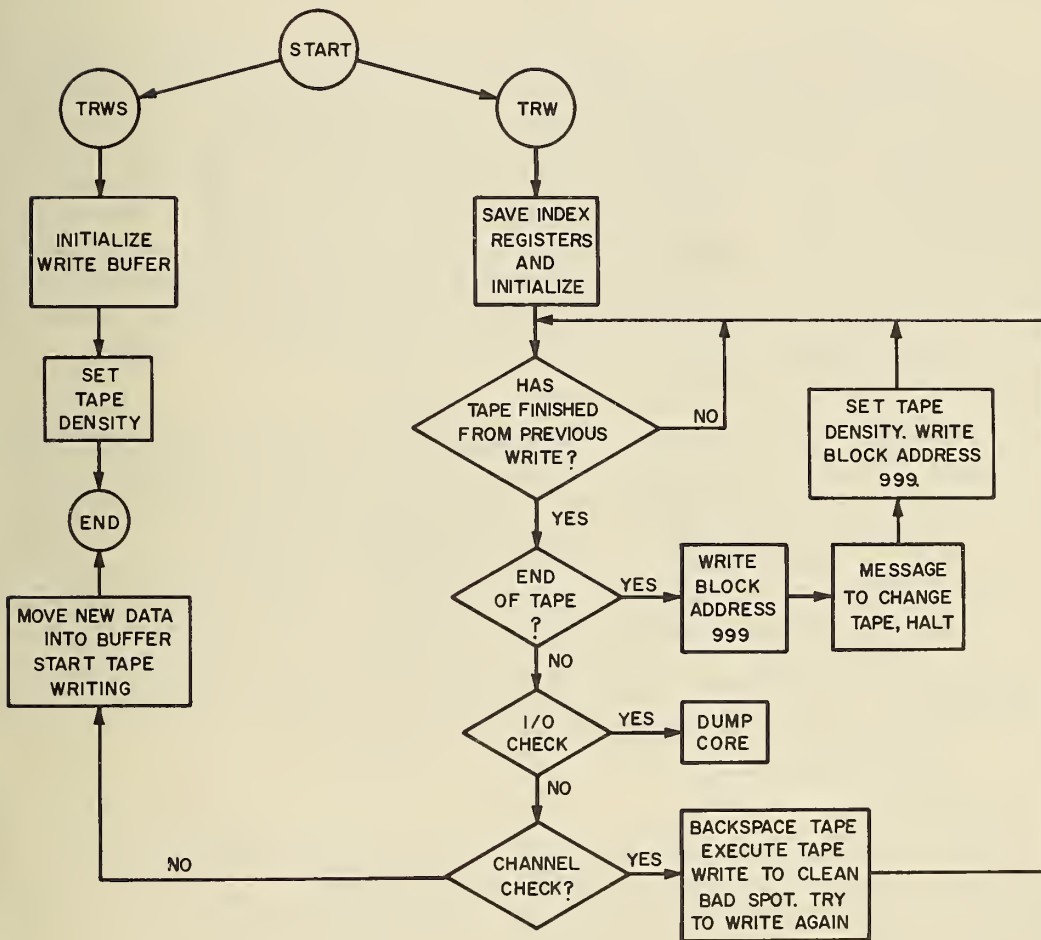 START
TRWS
TRW
INITIALIZE
WRITE BUFER
SAVE INDEX
REGISTERS
AND
INITIALIZE
SET
TAPE
DENSITY
HAS
TAPE FINISHED
FROM PREVIOUS
WRITE?
NO
SET TAPE
DENSITY. WRITE
BLOCK ADDRESS
999.
END
YES
END
OF TAPE
?
YES
WRITE
BLOCK
ADDRESS
999
MESSAGE
TO CHANGE
TAPE, HALT
MOVE NEW DATA
INTO BUFFER
START TAPE
WRITING
NO
I/O
CHECK
YES
DUMP
CORE
NO
CHANNEL
CHECK?
NO
YES
BACKSPACE TAPE
EXECUTE TAPE
WRITE TO CLEAN
BAD SPOT. TRY
TO WRITE AGAIN